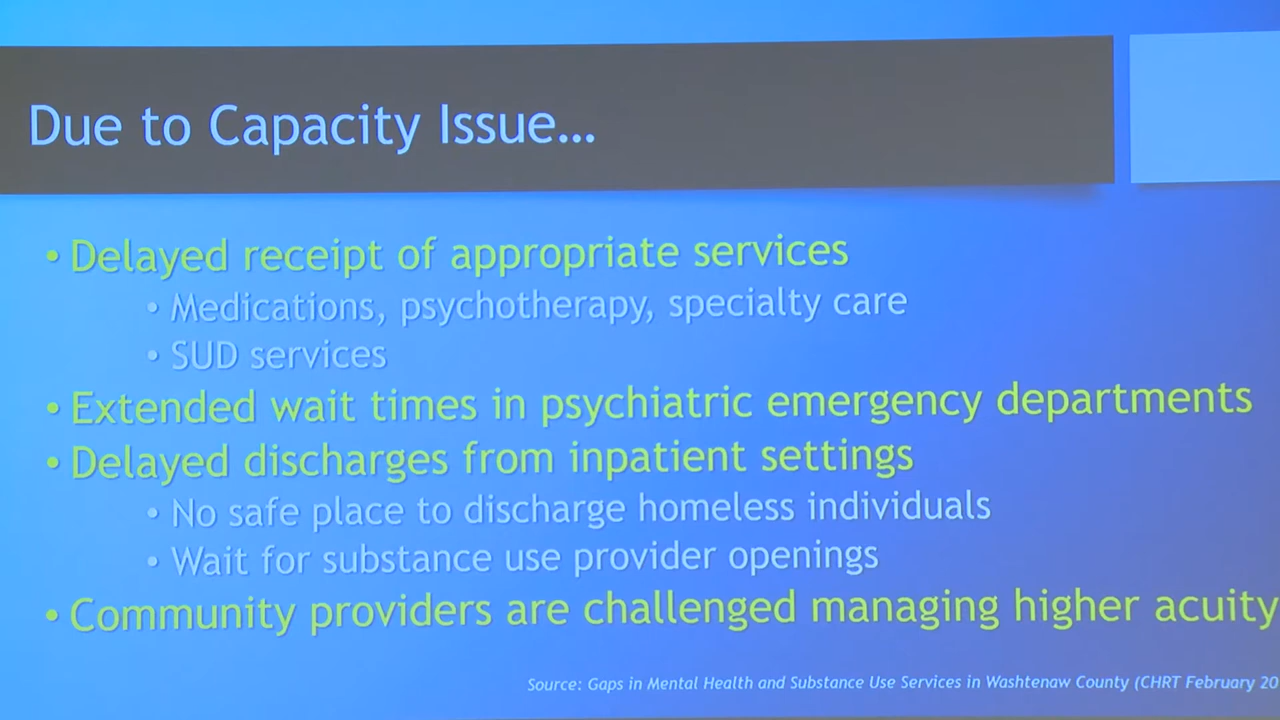 Due to Capacity Issue...
• Delayed receipt of appropriate services
• Medications, psychotherapy, specialty care
• SUD services
• Extended wait times in psychiatric emergency departments
• Delayed discharges from inpatient settings
• No safe place to discharge homeless individuals
• Wait for substance use provider openings
• Community providers are challenged managing higher acuity
Source: Gaps in Mental Health and Substance Use Services in Washtenaw County (CHRT February 20